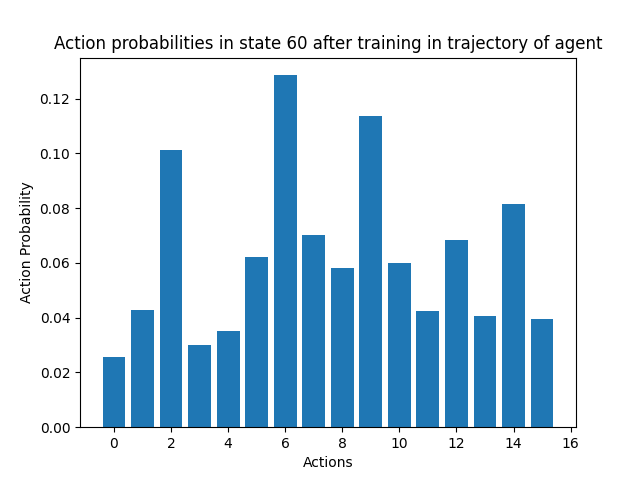 Action probabilities in state 60 after training in trajectory of agent
0.12
0.10
0.08
0.06
0.04
0.02
0.00
Action Probability
0 2 4 6 8 10 12 14 16
Actions